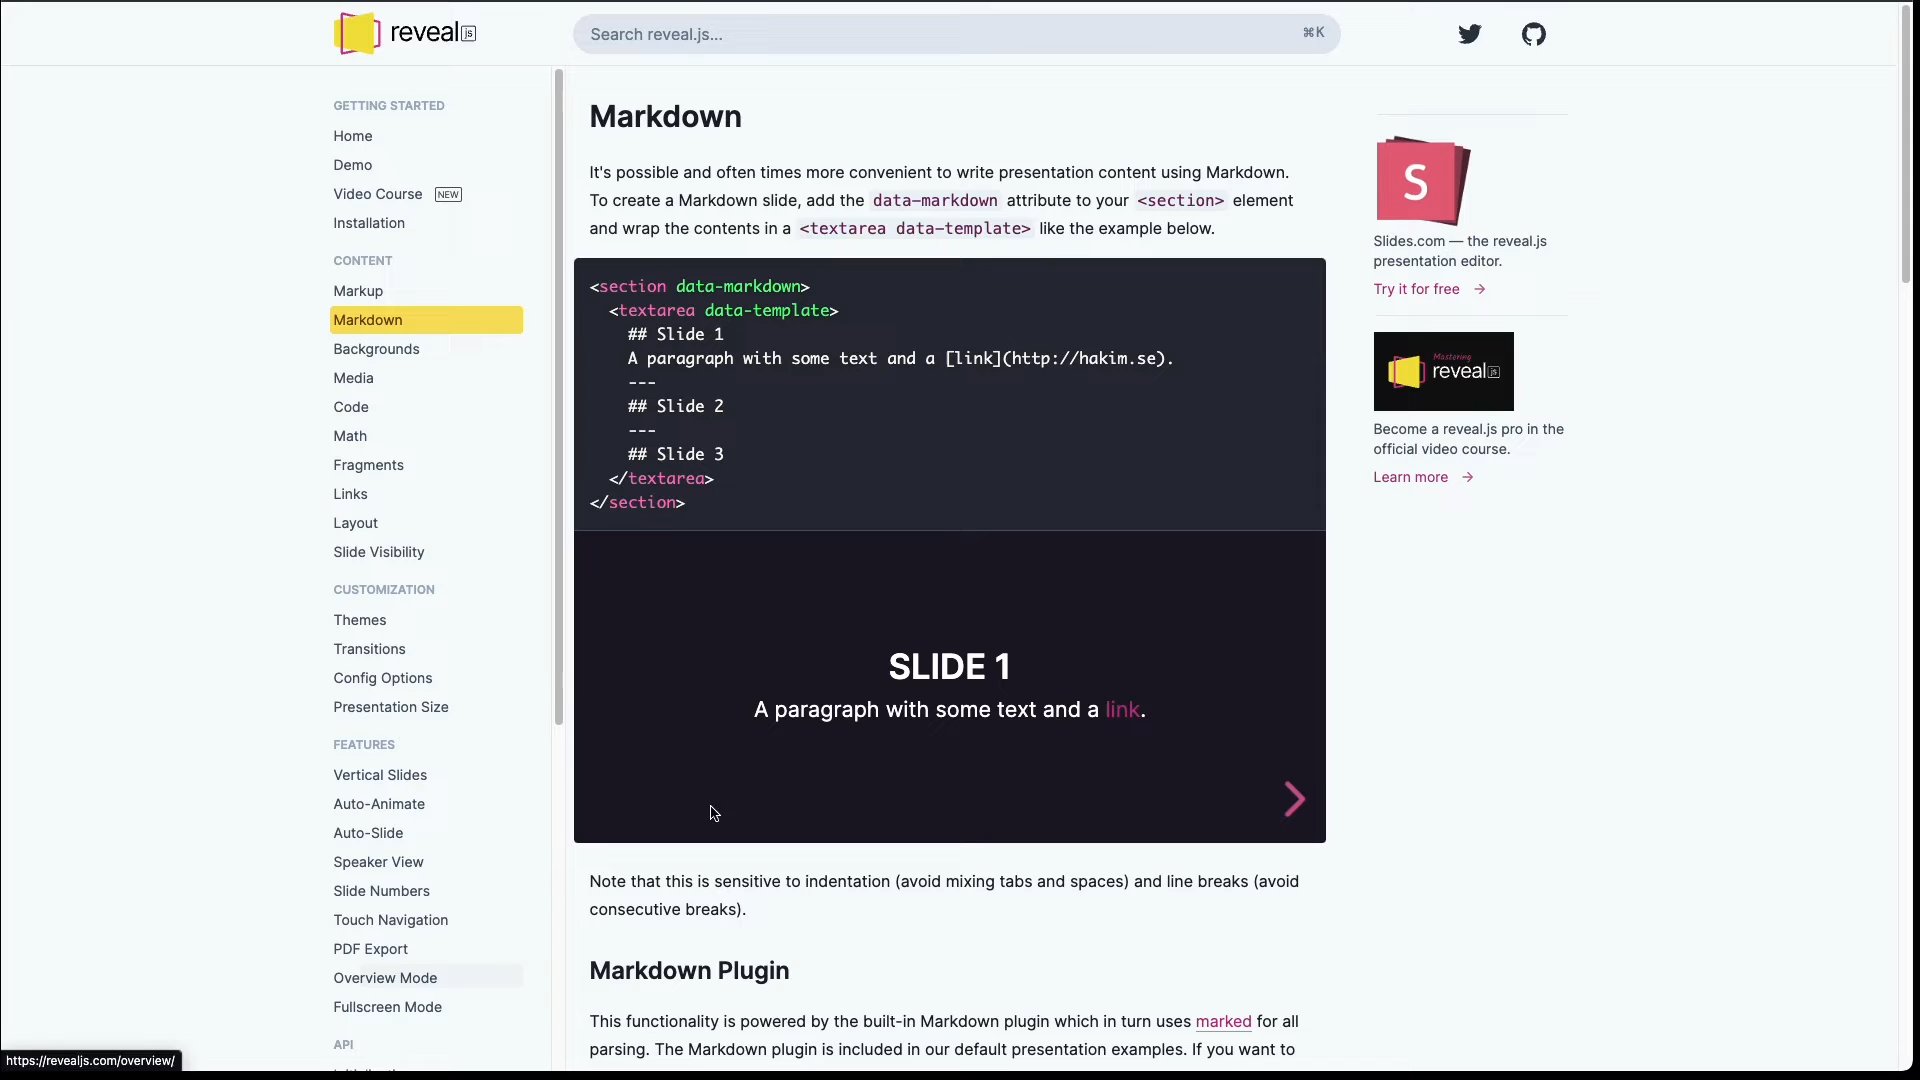 reveal js
Search reveal.js...
⌘K
GETTING STARTED
Home
Demo
Video Course NEW
Installation
CONTENT
Markup
Markdown
Backgrounds
Media
Code
Math
Fragments
Links
Layout
Slide Visibility
CUSTOMIZATION
Themes
Transitions
Config Options
Presentation Size
FEATURES
Vertical Slides
Auto-Animate
Auto-Slide
Speaker View
Slide Numbers
Touch Navigation
PDF Export
Overview Mode
Fullscreen Mode
API
https://revealjs.com/overview/
Markdown
It's possible and often times more convenient to write presentation content using Markdown.
To create a Markdown slide, add the data-markdown attribute to your <section> element
and wrap the contents in a <textarea data-template> like the example below.
<section data-markdown>
<textarea data-template>
## Slide 1
A paragraph with some text and a [link](http://hakim.se).
---
## Slide 2
---
## Slide 3
</textarea>
</section>
SLIDE 1
A paragraph with some text and a link.
Note that this is sensitive to indentation (avoid mixing tabs and spaces) and line breaks (avoid
consecutive breaks).
Markdown Plugin
This functionality is powered by the built-in Markdown plugin which in turn uses marked for all
parsing. The Markdown plugin is included in our default presentation examples. If you want to
S
Slides.com — the reveal.js
presentation editor.
Try it for free →
Mastering
reveal js
Become a reveal.js pro in the
official video course.
Learn more →